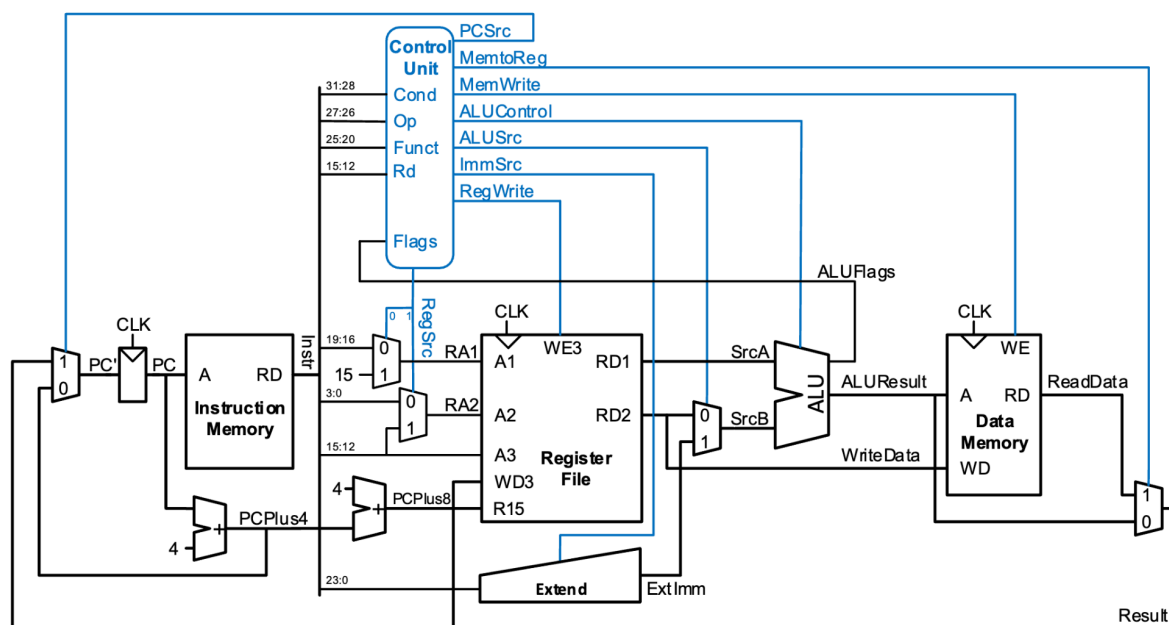 PCSrc
Control
Unit
MemtoReg
31:28
Cond
MemWrite
27:26
Op
ALUControl
25:20
Funct
ALUSrc
15:12
Rd
ImmSrc
RegWrite
Flags
ALUFlags
0 1
RegSrc
CLK
CLK
CLK
Instr
19:16
0
RA1
A1
WE3
RD1
SrcA
WE
1
0
PC'
PC
A
RD
15
1
ALU
ALUResult
A
RD
ReadData
Instruction
Memory
3:0
0
1
RA2
A2
RD2
0
1
SrcB
Data
Memory
15:12
A3
Register
File
WriteData
WD
WD3
4
+
PCPlus8
R15
1
0
+
PCPlus4
4
23:0
Extend
ExtImm
Result